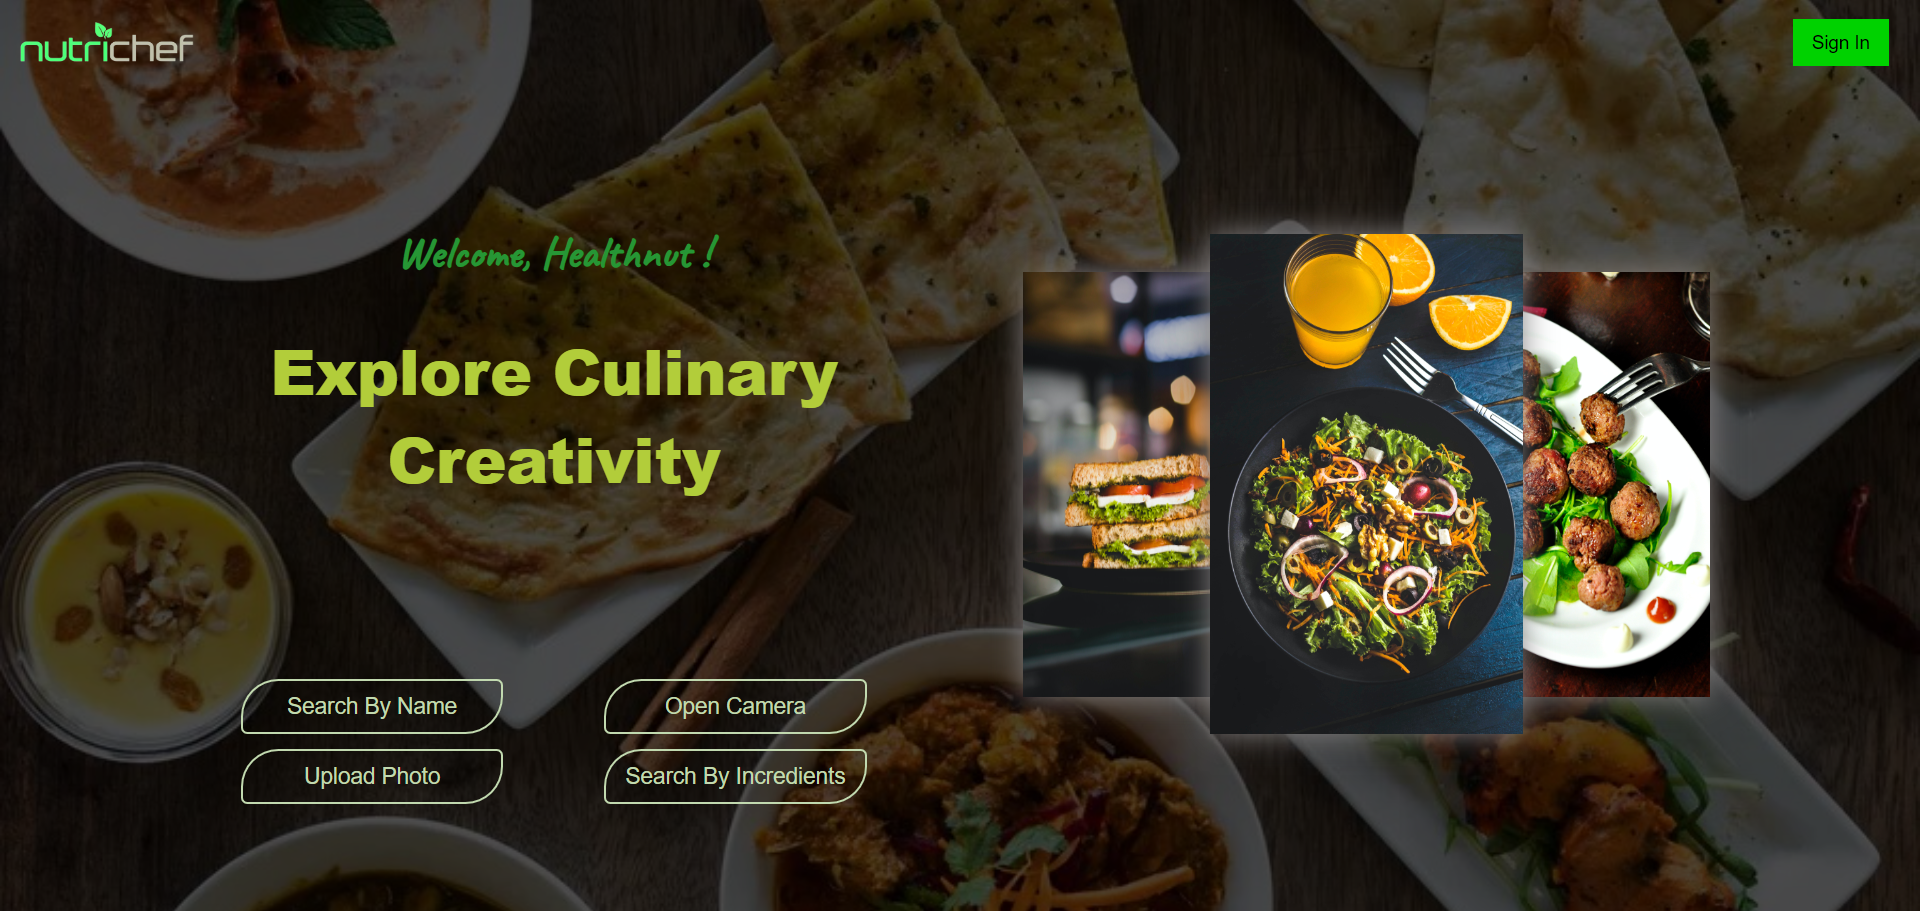 nutrichef
Sign In
Welcome, Healthnut !
Explore Culinary
Creativity
Search By Name
Open Camera
Upload Photo
Search By Incredients